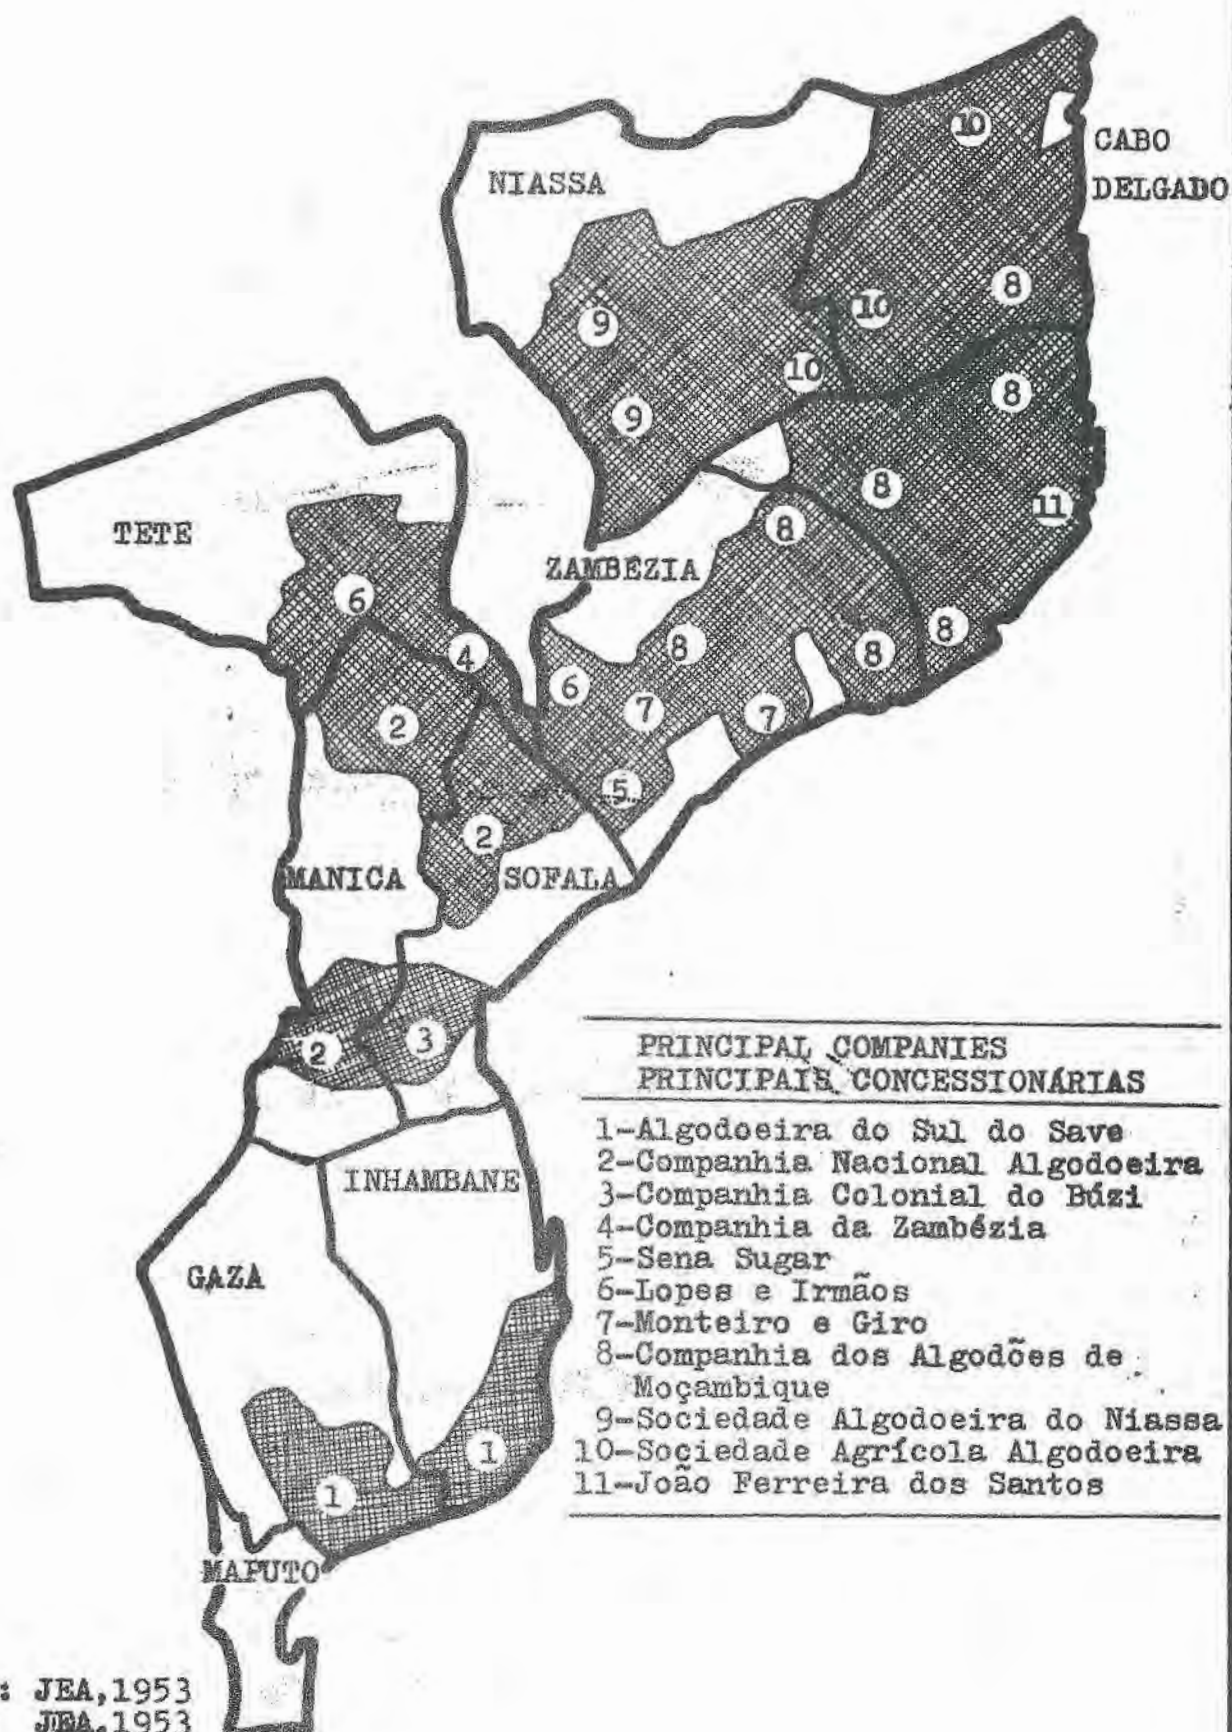 10
CABO
DELGADO
NIASSA
8
10
9
10
8
9
8
11
TETE
8
ZAMBÉZIA
6
8
8
4
8
6
7
7
2
5
2
MANICA
SOFALA
3
2
PRINCIPAL COMPANIES
PRINCIPAIS CONCESSIONÁRIAS
1-Algodoeira do Sul do Save
2-Companhia Nacional Algodoeira
3-Companhia Colonial do Búzi
4-Companhia da Zambézia
5-Sena Sugar
6-Lopes e Irmãos
7-Monteiro e Giro
8-Companhia dos Algodões de
Moçambique
9-Sociedade Algodoeira do Niassa
10-Sociedade Agrícola Algodoeira
11-João Ferreira dos Santos
INHAMBANE
GAZA
1
1
MAPUTO
: JEA,1953
JEA,1953